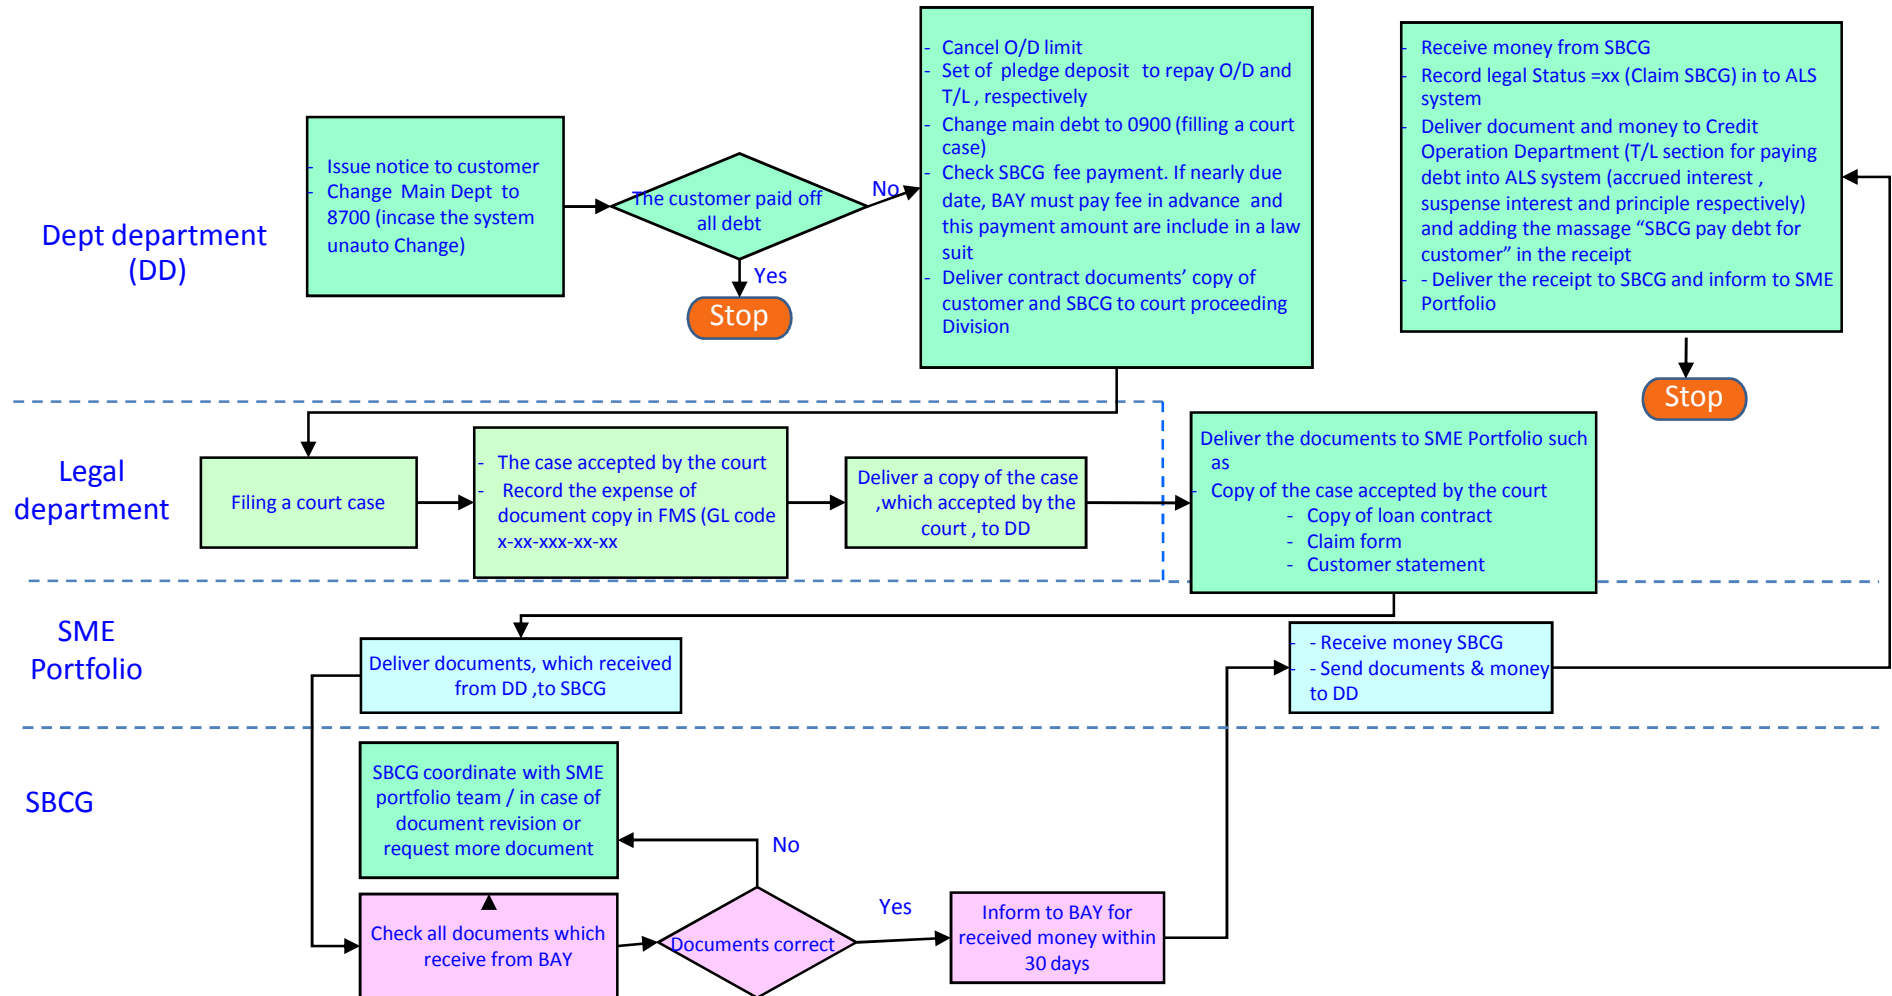 Dept department
(DD)
- Issue notice to customer
- Change Main Dept to
8700 (incase the system
unauto Change)
The customer paid off
all debt
No
Yes
Stop
- Cancel O/D limit
- Set of pledge deposit to repay O/D and
T/L , respectively
- Change main debt to 0900 (filling a court
case)
- Check SBCG fee payment. If nearly due
date, BAY must pay fee in advance and
this payment amount are include in a law
suit
- Deliver contract documents’ copy of
customer and SBCG to court proceeding
Division
- Receive money from SBCG
- Record legal Status =xx (Claim SBCG) in to ALS
system
- Deliver document and money to Credit
Operation Department (T/L section for paying
debt into ALS system (accrued interest ,
suspense interest and principle respectively)
and adding the massage “SBCG pay debt for
customer” in the receipt
- - Deliver the receipt to SBCG and inform to SME
Portfolio
Stop
Legal
department
Filing a court case
- The case accepted by the court
- Record the expense of
document copy in FMS (GL code
x-xx-xxx-xx-xx
Deliver a copy of the case
,which accepted by the
court , to DD
Deliver the documents to SME Portfolio such
as
- Copy of the case accepted by the court
- Copy of loan contract
- Claim form
- Customer statement
SME
Portfolio
Deliver documents, which received
from DD ,to SBCG
- - Receive money SBCG
- - Send documents & money
to DD
SBCG
SBCG coordinate with SME
portfolio team / in case of
document revision or
request more document
No
Check all documents which
receive from BAY
Documents correct
Yes
Inform to BAY for
received money within
30 days